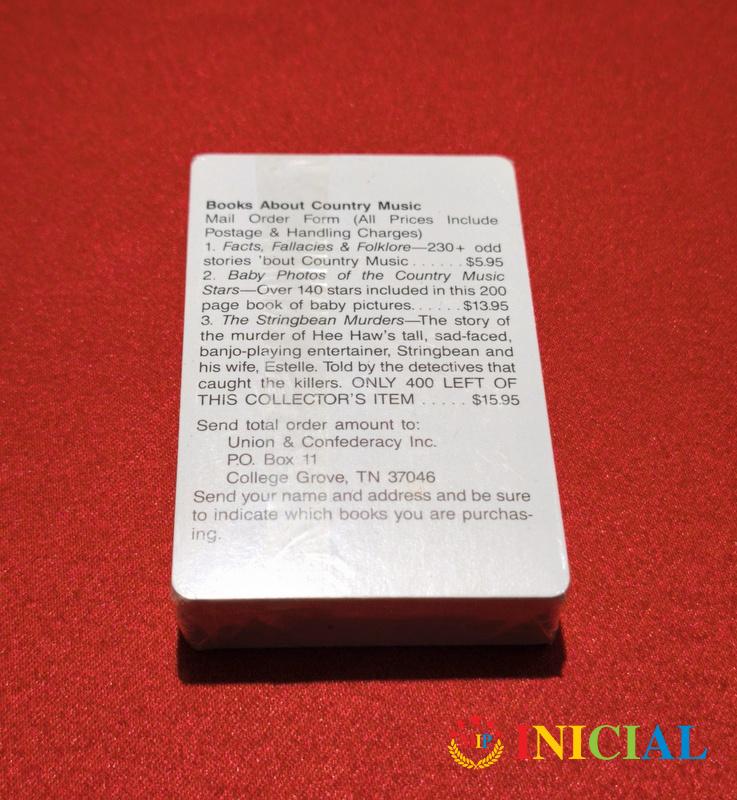 Books About Country Music
Mail Order Form (All Prices Include
Postage & Handling Charges)
1. Facts, Fallacies & Folklore—230+ odd
stories 'bout Country Music . . . . . . $5.95
2. Baby Photos of the Country Music
Stars—Over 140 stars included in this 200
page book of baby pictures. . . . . . $13.95
3. The Stringbean Murders—The story of
the murder of Hee Haw's tall, sad-faced,
banjo-playing entertainer, Stringbean and
his wife, Estelle. Told by the detectives that
caught the killers. ONLY 400 LEFT OF
THIS COLLECTOR'S ITEM . . . . . $15.95
Send total order amount to:
Union & Confederacy Inc.
P.O. Box 11
College Grove, TN 37046
Send your name and address and be sure
to indicate which books you are purchas-
ing.
IP INICIAL